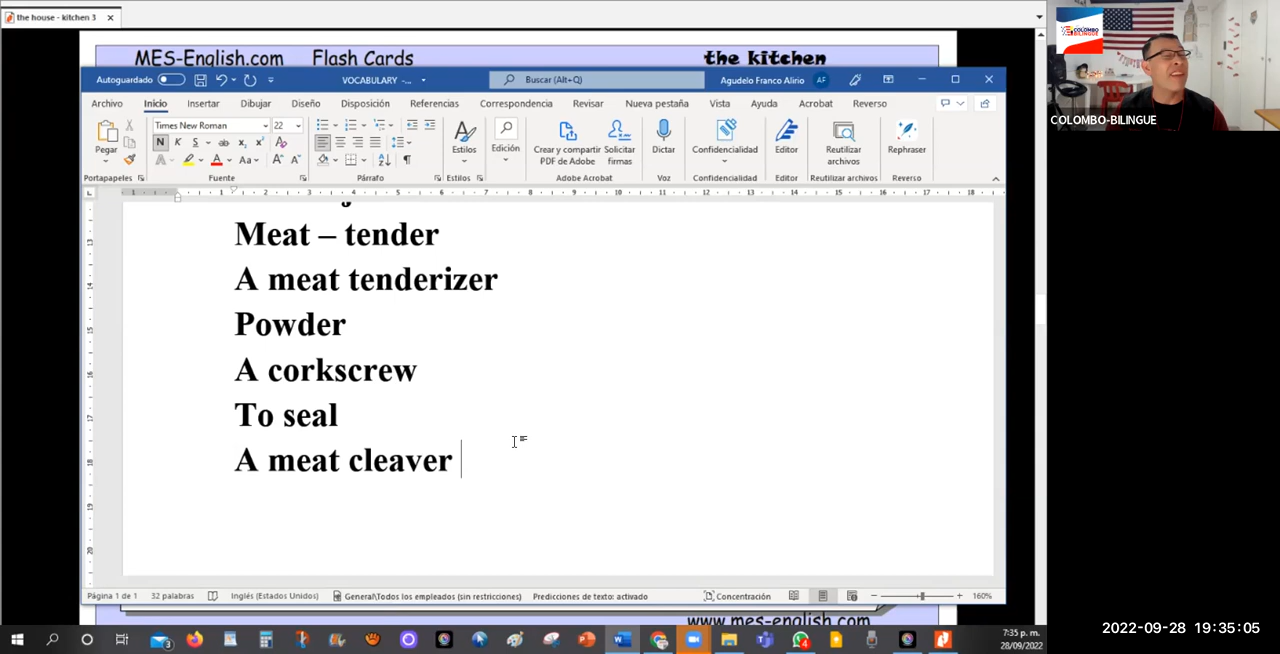 the house - kitchen 3
MES-English.com Flash Cards the kitchen
Autoguardado VOCABULARY -... Buscar (Alt+Q) Agudelo Franco Alirio AF
Archivo Inicio Insertar Dibujar Diseño Disposición Referencias Correspondencia Revisar Nueva pestaña Vista Ayuda Acrobat Reverso
Times New Roman 22
Pegar Estilos Edición Crear y compartir PDF de Adobe Solicitar firmas Dictar Confidencialidad Editor Reutilizar archivos Rephraser
Portapapeles Fuente Párrafo Estilos Adobe Acrobat Voz Confidencialidad Editor Reutilizar archivos Reverso
Meat – tender
A meat tenderizer
Powder
A corkscrew
To seal
A meat cleaver
Página 1 de 1 32 palabras Inglés (Estados Unidos) General\Todos los empleados (sin restricciones) Predicciones de texto: activado Concentración 160%
www.mes-english.com
7:35 p. m.
28/09/2022
COLOMBO BILINGUE
COLOMBO-BILINGUE
2022-09-28 19:35:05